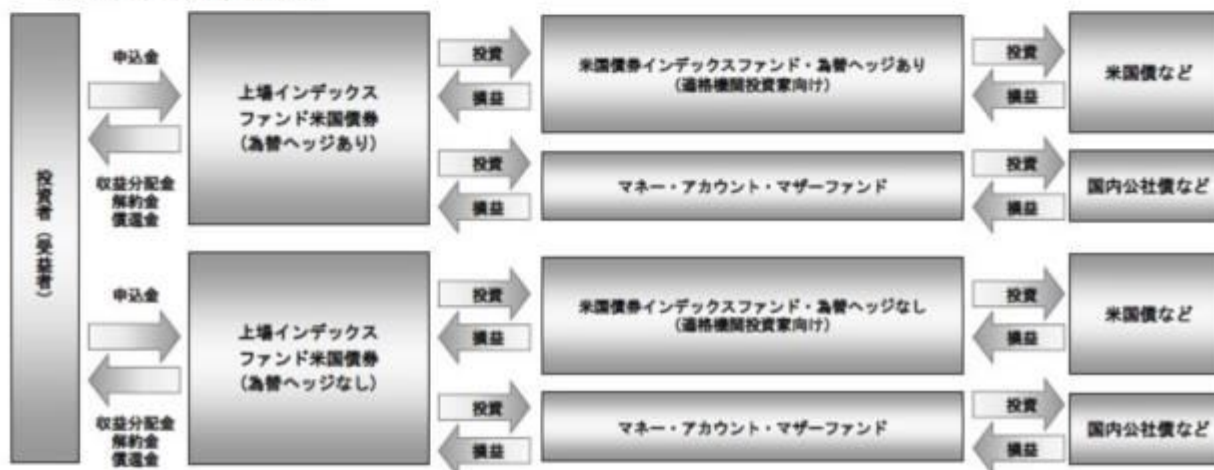 投資者（受益者）
申込金
収益分配金
解約金
償還金
上場インデックス
ファンド米国債券
(為替ヘッジあり)
投資
損益
米国債券インデックスファンド・為替ヘッジあり
(適格機関投資家向け)
投資
損益
米国債など
投資
損益
マネー・アカウント・マザーファンド
投資
損益
国内公社債など
申込金
収益分配金
解約金
償還金
上場インデックス
ファンド米国債券
(為替ヘッジなし)
投資
損益
米国債券インデックスファンド・為替ヘッジなし
(適格機関投資家向け)
投資
損益
米国債など
投資
損益
マネー・アカウント・マザーファンド
投資
損益
国内公社債など